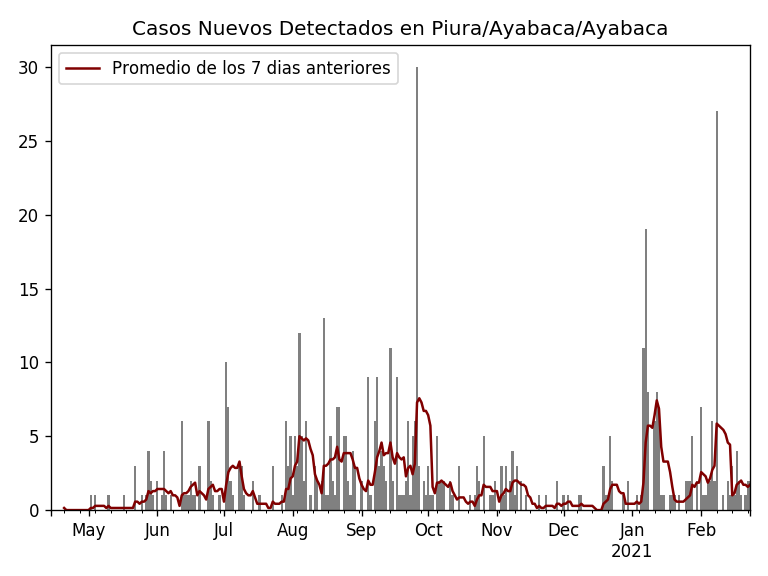 Casos Nuevos Detectados en Piura/Ayabaca/Ayabaca
Promedio de los 7 dias anteriores
30
25
20
15
10
5
0
May Jun Jul Aug Sep Oct Nov Dec Jan Feb
2021